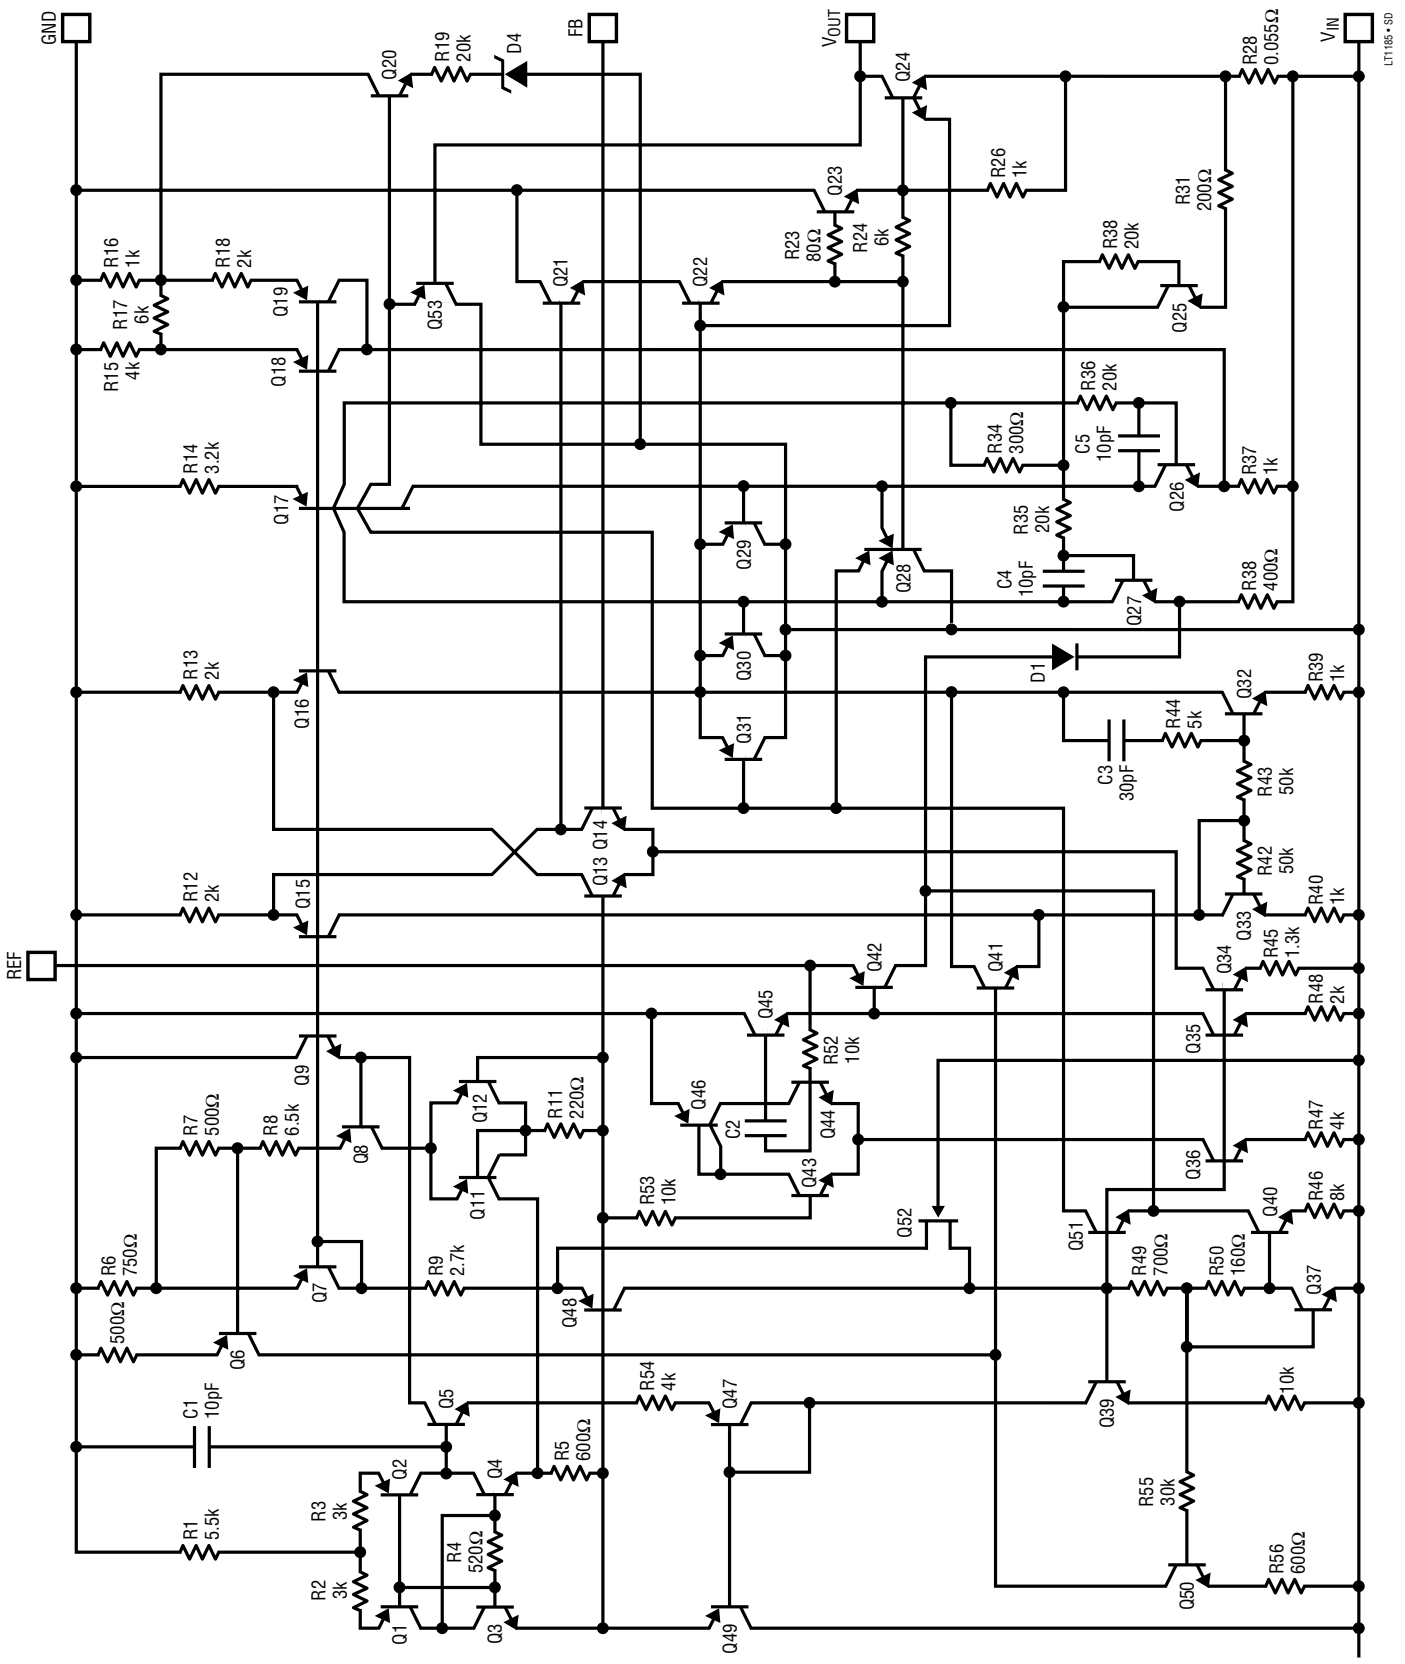 GND
FB
VOUT
VIN
REF
LT1185 • SD
R1
5.5k
R2
3k
R3
3k
Q1
Q2
Q3
Q4
R4
520Ω
R5
600Ω
C1
10pF
Q5
R54
4k
Q47
Q49
Q39
10k
R55
30k
Q50
R56
600Ω
500Ω
Q6
R6
750Ω
Q7
R9
2.7k
Q48
Q52
R49
700Ω
R50
160Ω
Q37
Q51
Q40
R46
8k
R7
500Ω
R8
6.5k
Q8
Q9
Q11
Q12
R11
220Ω
R53
10k
Q43
Q44
C2
Q46
Q45
R52
10k
Q36
R47
4k
Q35
R48
2k
Q34
R45
1.3k
Q42
Q41
R12
2k
Q15
Q13
Q14
Q33
R40
1k
R42
50k
R43
50k
C3
30pF
R44
5k
Q32
R39
1k
R13
2k
Q16
Q31
Q30
Q29
Q28
D1
Q27
C4
10pF
R35
20k
R38
400Ω
R14
3.2k
Q17
R34
300Ω
R36
20k
C5
10pF
Q26
R37
1k
R15
4k
R16
1k
R17
6k
R18
2k
Q18
Q19
Q53
Q21
Q22
R23
80Ω
R24
6k
Q23
R26
1k
R38
20k
Q25
R31
200Ω
Q20
R19
20k
D4
Q24
R28
0.055Ω